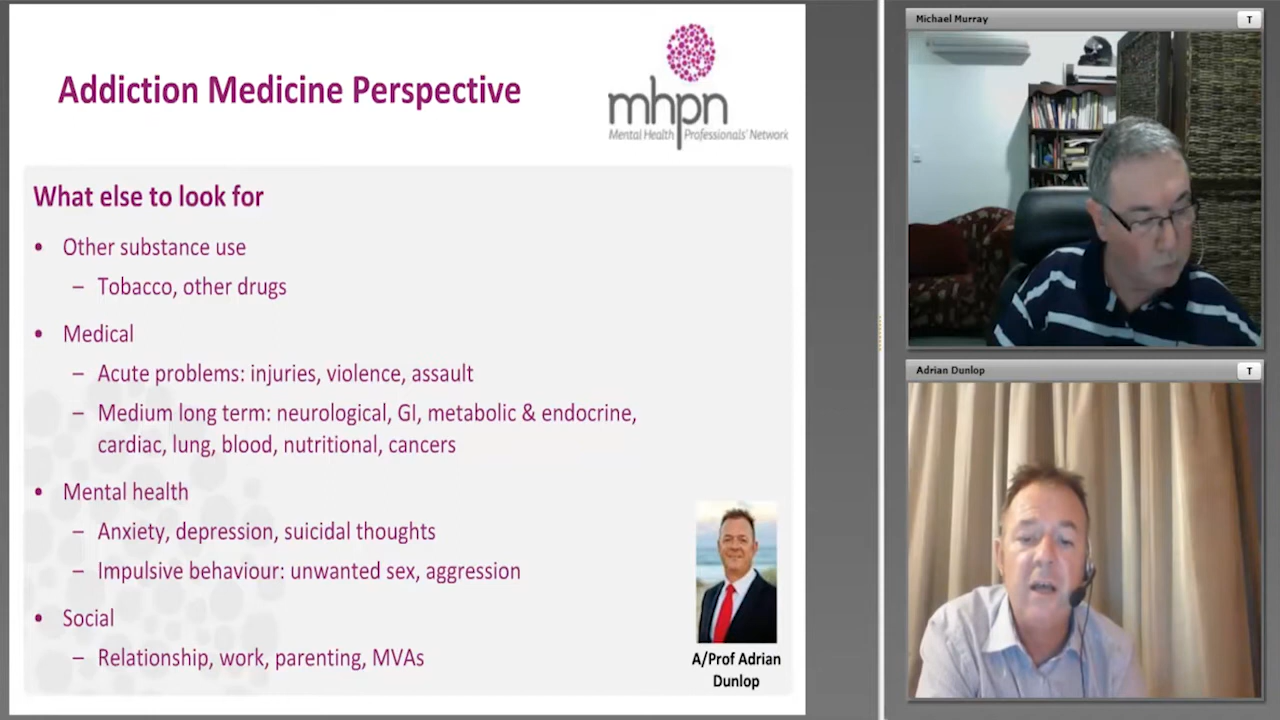 Addiction Medicine Perspective
mhpn
Mental Health Professionals' Network
What else to look for
• Other substance use
– Tobacco, other drugs
• Medical
– Acute problems: injuries, violence, assault
– Medium long term: neurological, GI, metabolic & endocrine,
cardiac, lung, blood, nutritional, cancers
• Mental health
– Anxiety, depression, suicidal thoughts
– Impulsive behaviour: unwanted sex, aggression
• Social
– Relationship, work, parenting, MVAs
A/Prof Adrian
Dunlop
Michael Murray
T
Adrian Dunlop
T